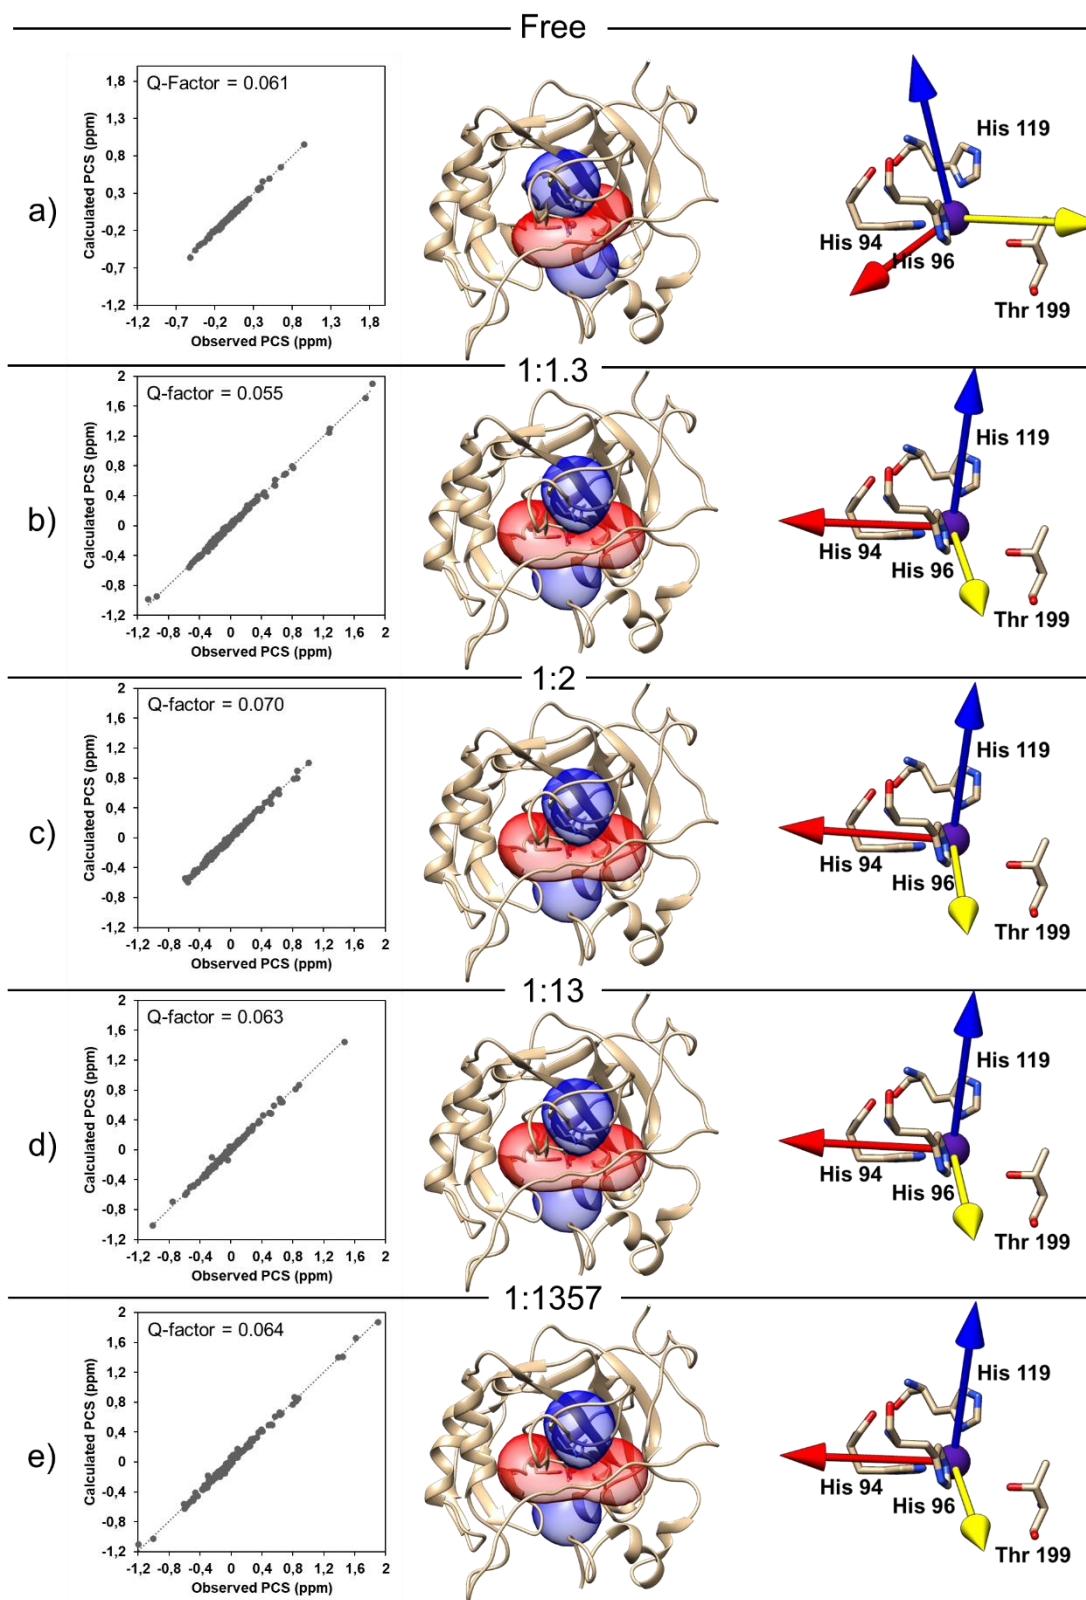 Free
a)
Q-Factor = 0.061
Calculated PCS (ppm)
1,8
1,3
0,8
0,3
-0,2
-0,7
-1,2
-1,2 -0,7 -0,2 0,3 0,8 1,3 1,8
Observed PCS (ppm)
His 119
His 94
His 96
Thr 199
1:1.3
b)
Q-factor = 0.055
Calculated PCS (ppm)
2
1,6
1,2
0,8
0,4
0
-0,4
-0,8
-1,2
-1,2 -0,8 -0,4 0 0,4 0,8 1,2 1,6 2
Observed PCS (ppm)
His 119
His 94
His 96
Thr 199
1:2
c)
Q-factor = 0.070
Calculated PCS (ppm)
2
1,6
1,2
0,8
0,4
0
-0,4
-0,8
-1,2
-1,2 -0,8 -0,4 0 0,4 0,8 1,2 1,6 2
Observed PCS (ppm)
His 119
His 94
His 96
Thr 199
1:13
d)
Q-factor = 0.063
Calculated PCS (ppm)
2
1,6
1,2
0,8
0,4
0
-0,4
-0,8
-1,2
-1,2 -0,8 -0,4 0 0,4 0,8 1,2 1,6 2
Observed PCS (ppm)
His 119
His 94
His 96
Thr 199
1:1357
e)
Q-factor = 0.064
Calculated PCS (ppm)
2
1,6
1,2
0,8
0,4
0
-0,4
-0,8
-1,2
-1,2 -0,8 -0,4 0 0,4 0,8 1,2 1,6 2
Observed PCS (ppm)
His 119
His 94
His 96
Thr 199